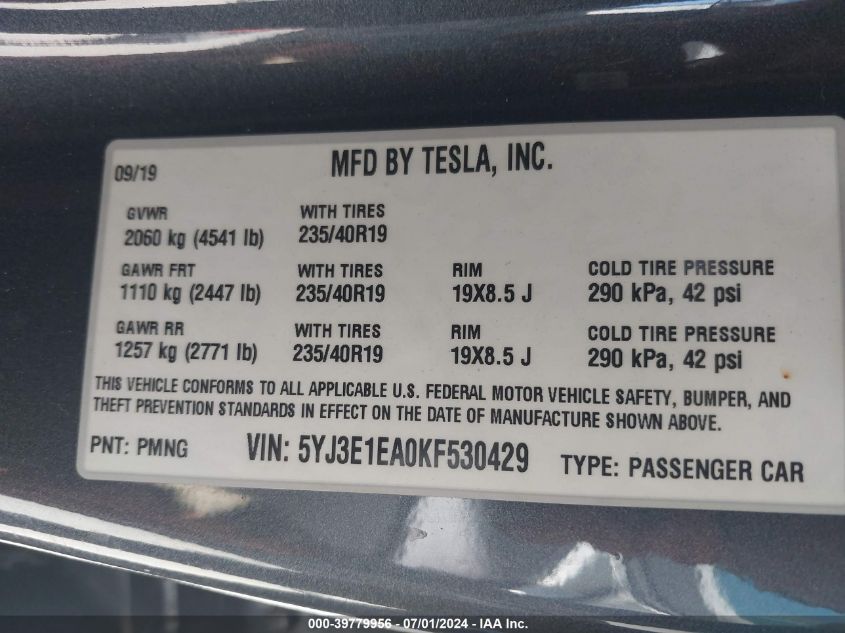 09/19
MFD BY TESLA, INC.
GVWR WITH TIRES
2060 kg (4541 lb) 235/40R19
GAWR FRT WITH TIRES RIM COLD TIRE PRESSURE
1110 kg (2447 lb) 235/40R19 19X8.5 J 290 kPa, 42 psi
GAWR RR WITH TIRES RIM COLD TIRE PRESSURE
1257 kg (2771 lb) 235/40R19 19X8.5 J 290 kPa, 42 psi
THIS VEHICLE CONFORMS TO ALL APPLICABLE U.S. FEDERAL MOTOR VEHICLE SAFETY, BUMPER, AND
THEFT PREVENTION STANDARDS IN EFFECT ON THE DATE OF MANUFACTURE SHOWN ABOVE.
PNT: PMNG VIN: 5YJ3E1EA0KF530429 TYPE: PASSENGER CAR
000-39779956 - 07/01/2024 - IAA Inc.